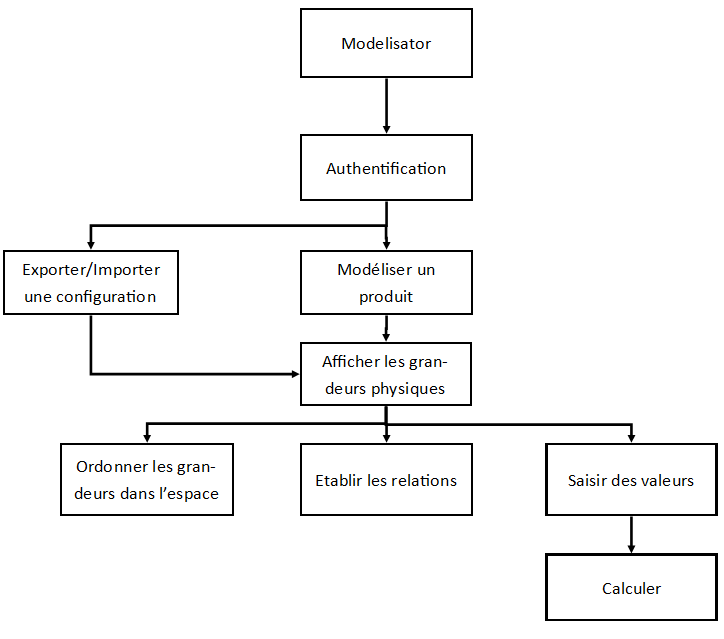 Modelisator
Authentification
Exporter/Importer
une configuration
Modéliser un
produit
Afficher les gran-
deurs physiques
Ordonner les gran-
deurs dans l’espace
Etablir les relations
Saisir des valeurs
Calculer